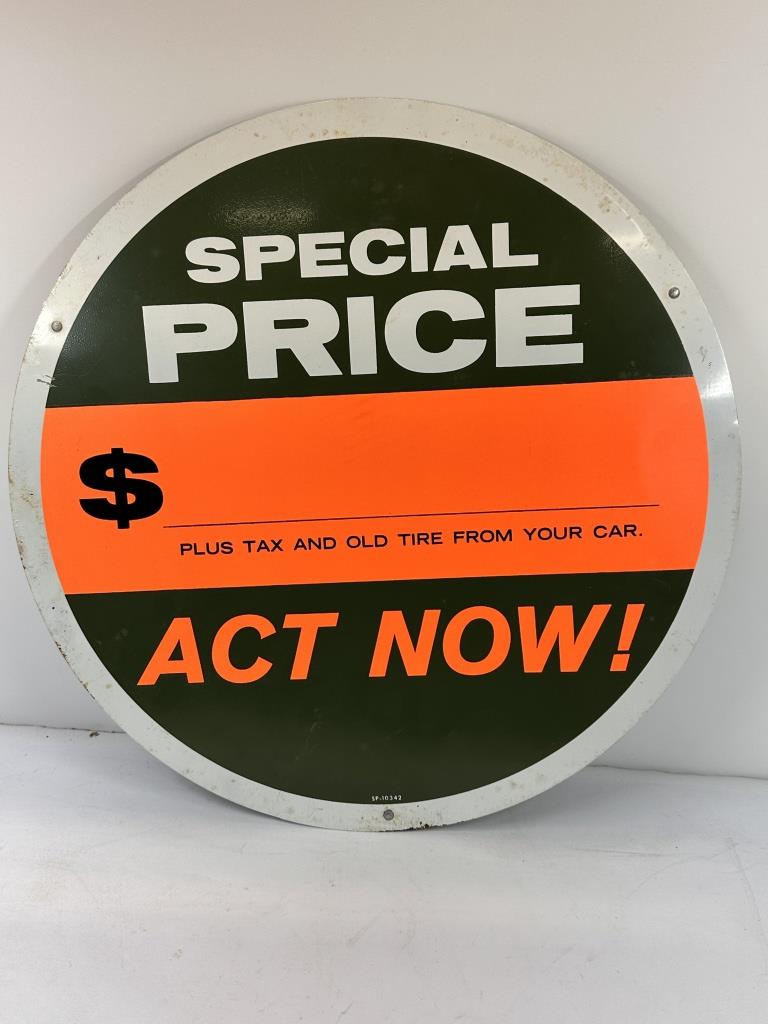 SPECIAL
PRICE
$
PLUS TAX AND OLD TIRE FROM YOUR CAR.
ACT NOW!
SP-10342